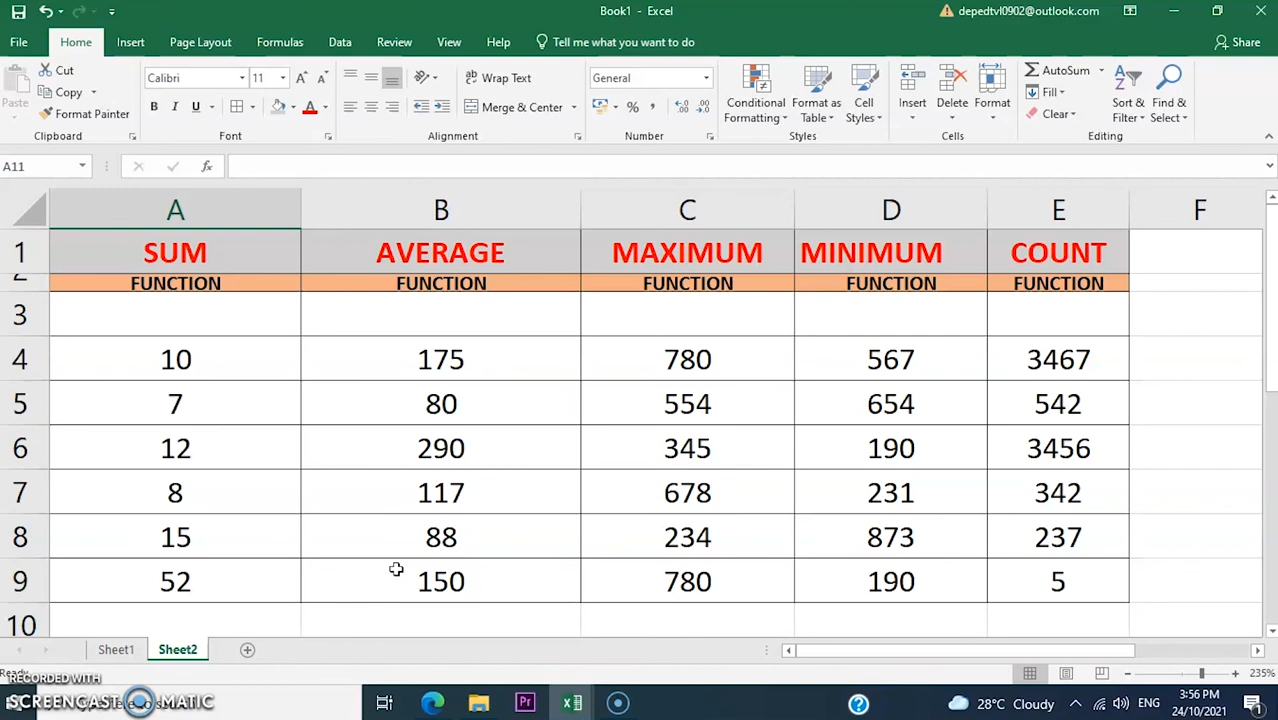 Book1 - Excel
depedtvl0902@outlook.com
File Home Insert Page Layout Formulas Data Review View Help Tell me what you want to do Share
Paste
Cut
Copy
Format Painter
Clipboard
Calibri 11
B I U
Font
Wrap Text
Merge & Center
Alignment
General
Number
Conditional Formatting
Format as Table
Cell Styles
Styles
Insert
Delete
Format
Cells
AutoSum
Fill
Clear
Sort & Filter
Find & Select
Editing
A11 fx
A B C D E F
1 SUM AVERAGE MAXIMUM MINIMUM COUNT
2 FUNCTION FUNCTION FUNCTION FUNCTION FUNCTION
3
4 10 175 780 567 3467
5 7 80 554 654 542
6 12 290 345 190 3456
7 8 117 678 231 342
8 15 88 234 873 237
9 52 150 780 190 5
10
Sheet1 Sheet2
235%
RECORDED WITH
SCREENCAST MATIC
28°C Cloudy ENG 3:56 PM
24/10/2021